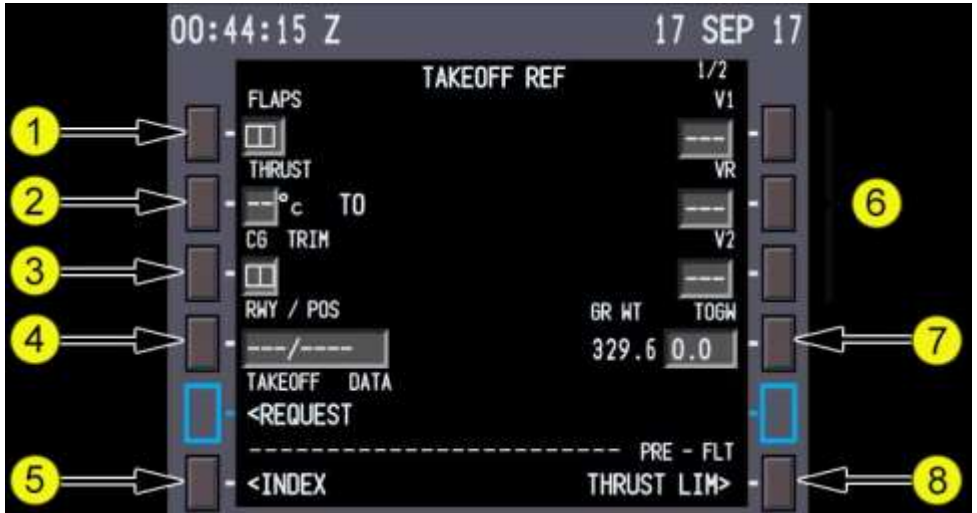 00:44:15 Z 17 SEP 17
TAKEOFF REF 1/2
FLAPS V1
1 □□ ---
THRUST VR
2 --°c TO --- 6
CG TRIM V2
3 □□ ---
RWY / POS GR WT TOGW
4 ---/---- 329.6 0.0 7
TAKEOFF DATA
<REQUEST
------------------------- PRE - FLT
5 <INDEX THRUST LIM> 8